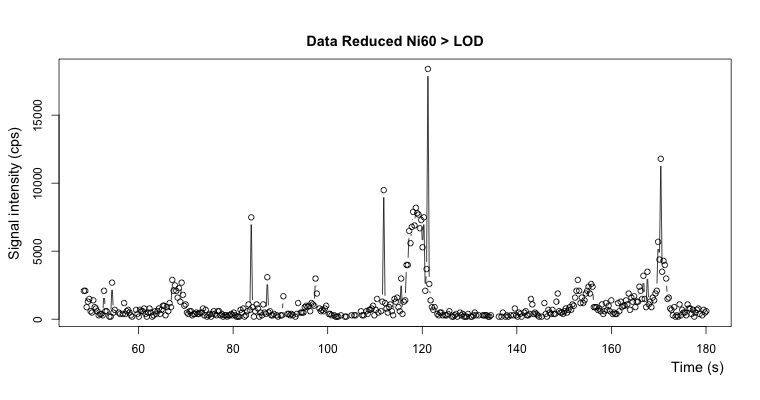 Data Reduced Ni60 > LOD
Signal intensity (cps)
15000
10000
5000
0
60 80 100 120 140 160 180
Time (s)